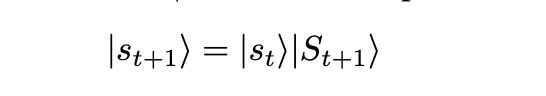 |s_{t+1}⟩ = |s_t⟩|S_{t+1}⟩